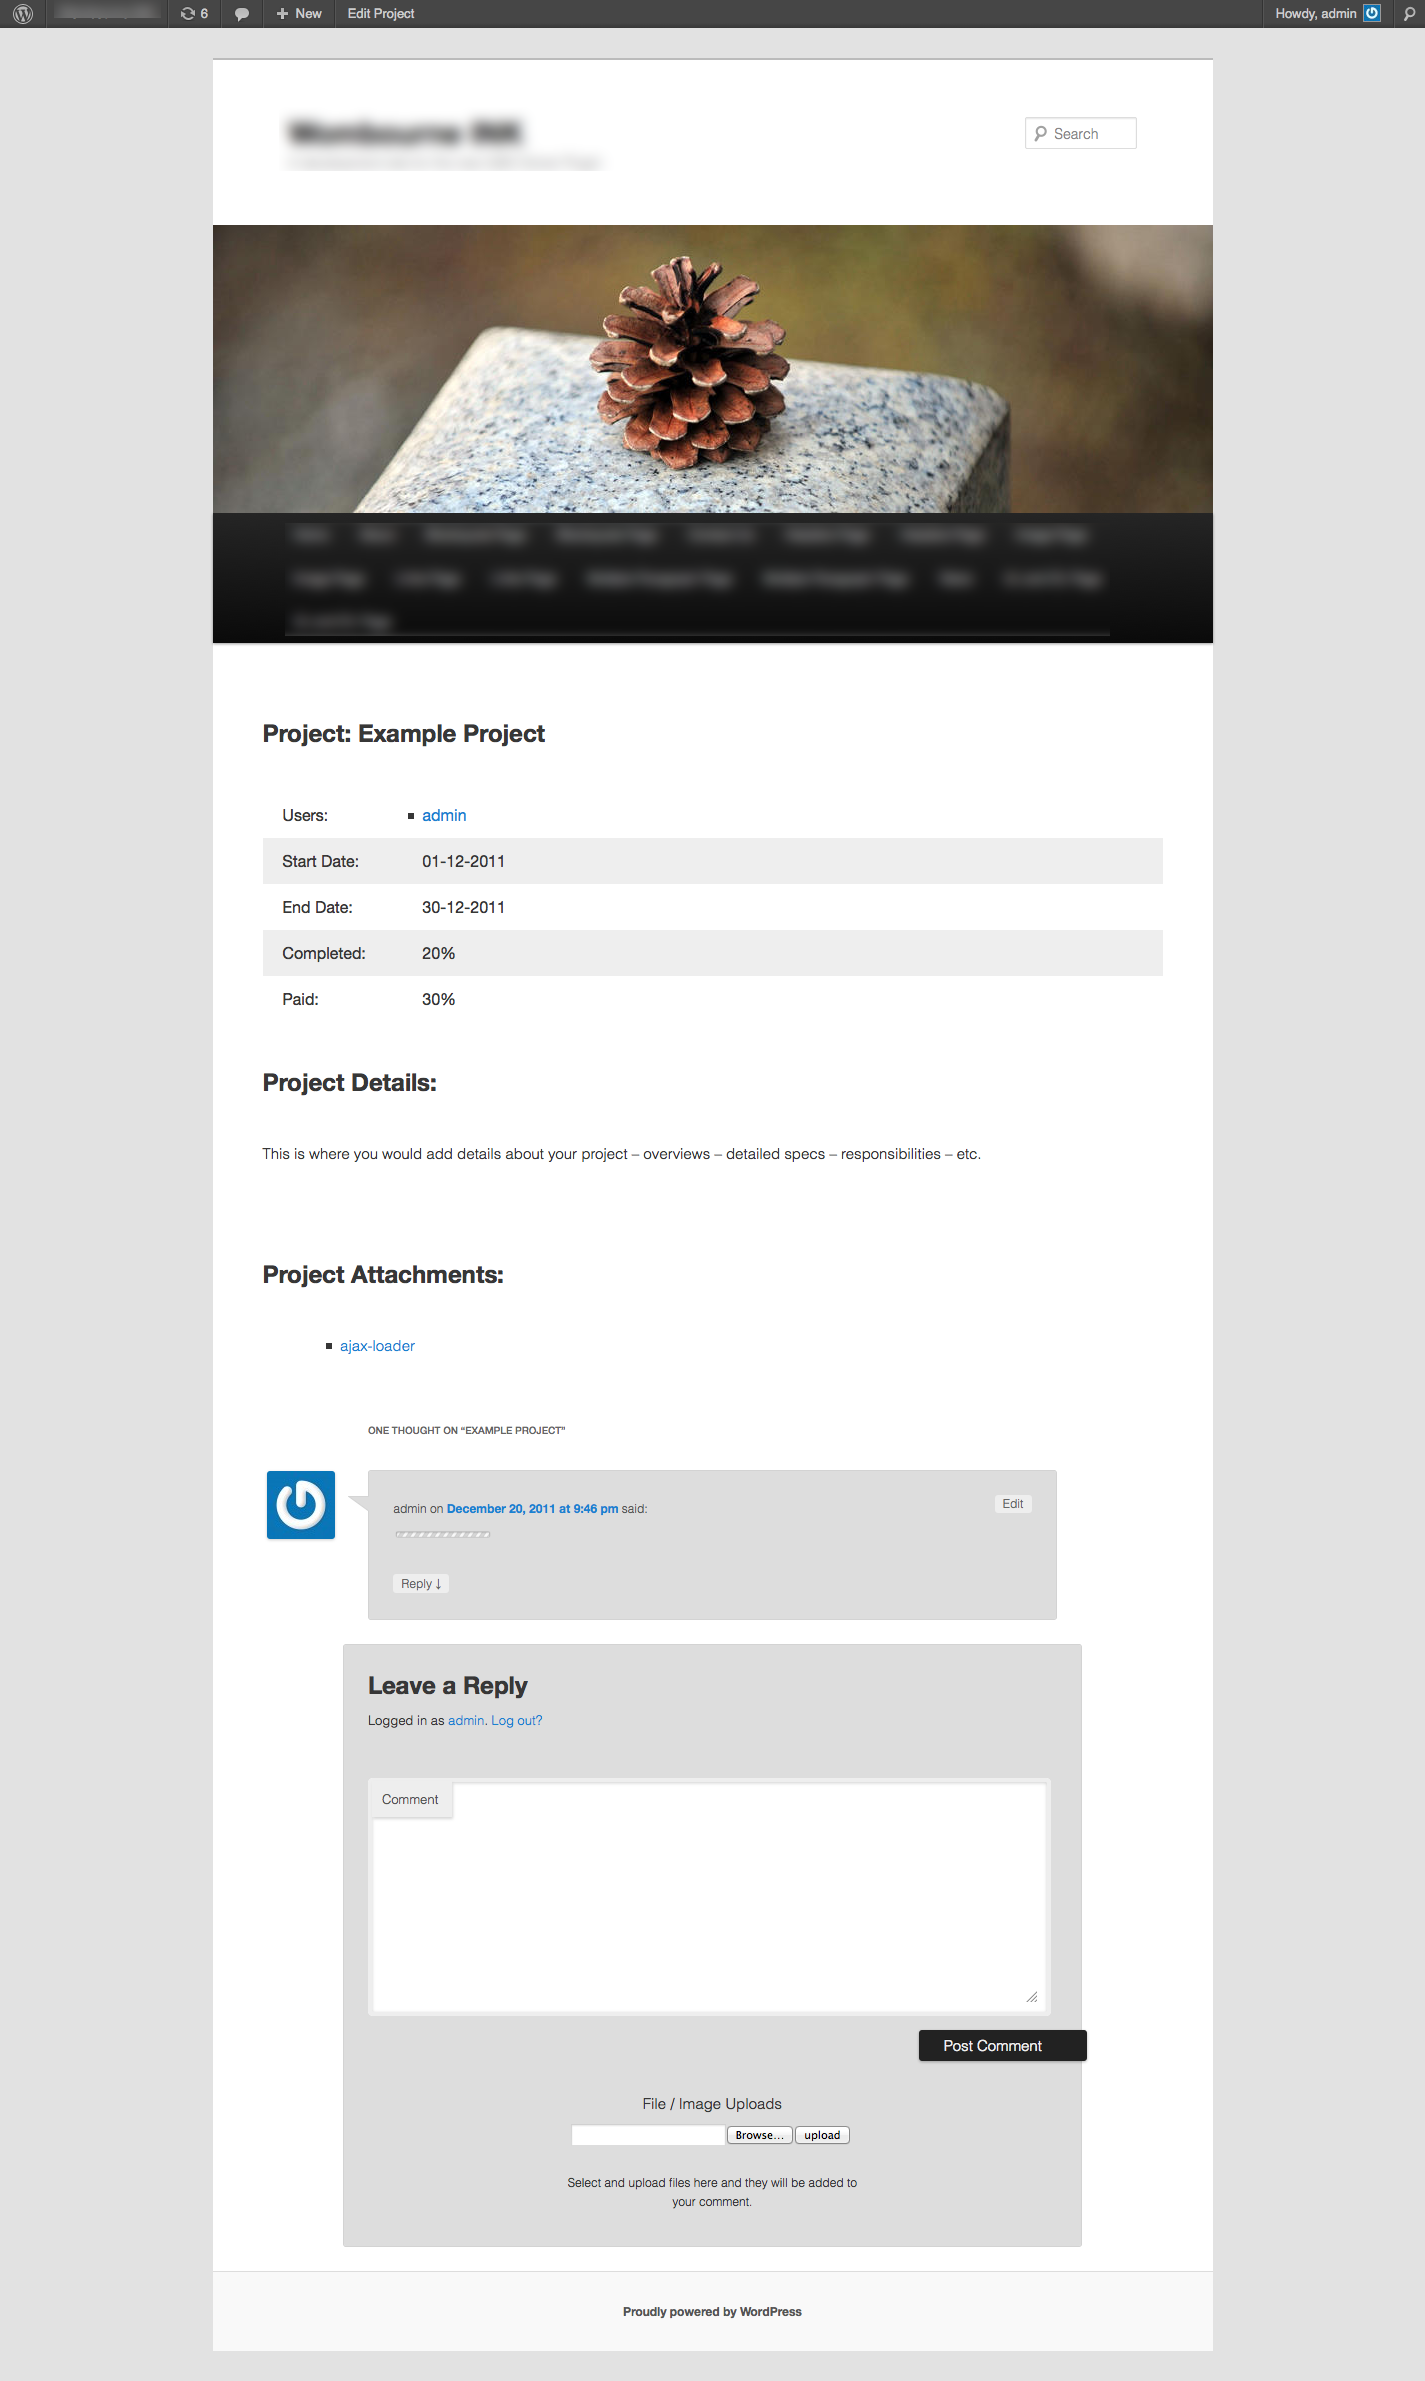 6 New Edit Project Howdy, admin
Search
Project: Example Project
Users: admin
Start Date: 01-12-2011
End Date: 30-12-2011
Completed: 20%
Paid: 30%
Project Details:
This is where you would add details about your project – overviews – detailed specs – responsibilities – etc.
Project Attachments:
ajax-loader
ONE THOUGHT ON “EXAMPLE PROJECT”
admin on December 20, 2011 at 9:46 pm said: Edit
Reply ↓
Leave a Reply
Logged in as admin. Log out?
Comment
Post Comment
File / Image Uploads
Browse... upload
Select and upload files here and they will be added to
your comment.
Proudly powered by WordPress